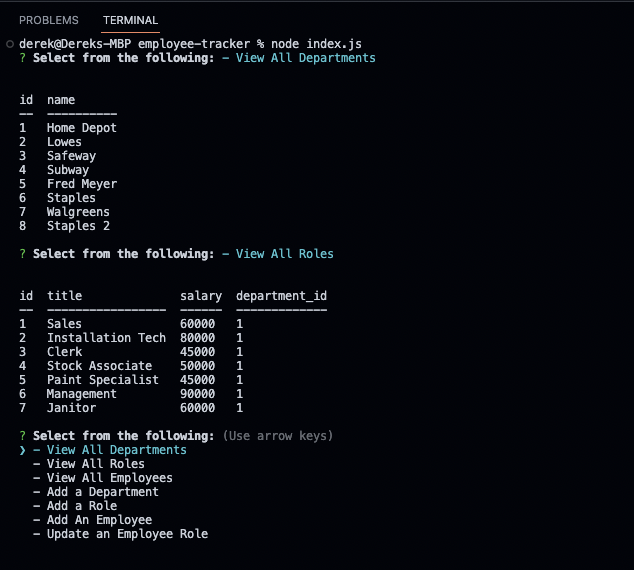 PROBLEMS TERMINAL
derek@Dereks-MBP employee-tracker % node index.js
? Select from the following: - View All Departments
id name
-- ----------
1 Home Depot
2 Lowes
3 Safeway
4 Subway
5 Fred Meyer
6 Staples
7 Walgreens
8 Staples 2
? Select from the following: - View All Roles
id title salary department_id
-- ----------------- ------ -------------
1 Sales 60000 1
2 Installation Tech 80000 1
3 Clerk 45000 1
4 Stock Associate 50000 1
5 Paint Specialist 45000 1
6 Management 90000 1
7 Janitor 60000 1
? Select from the following: (Use arrow keys)
❯ - View All Departments
- View All Roles
- View All Employees
- Add a Department
- Add a Role
- Add An Employee
- Update an Employee Role